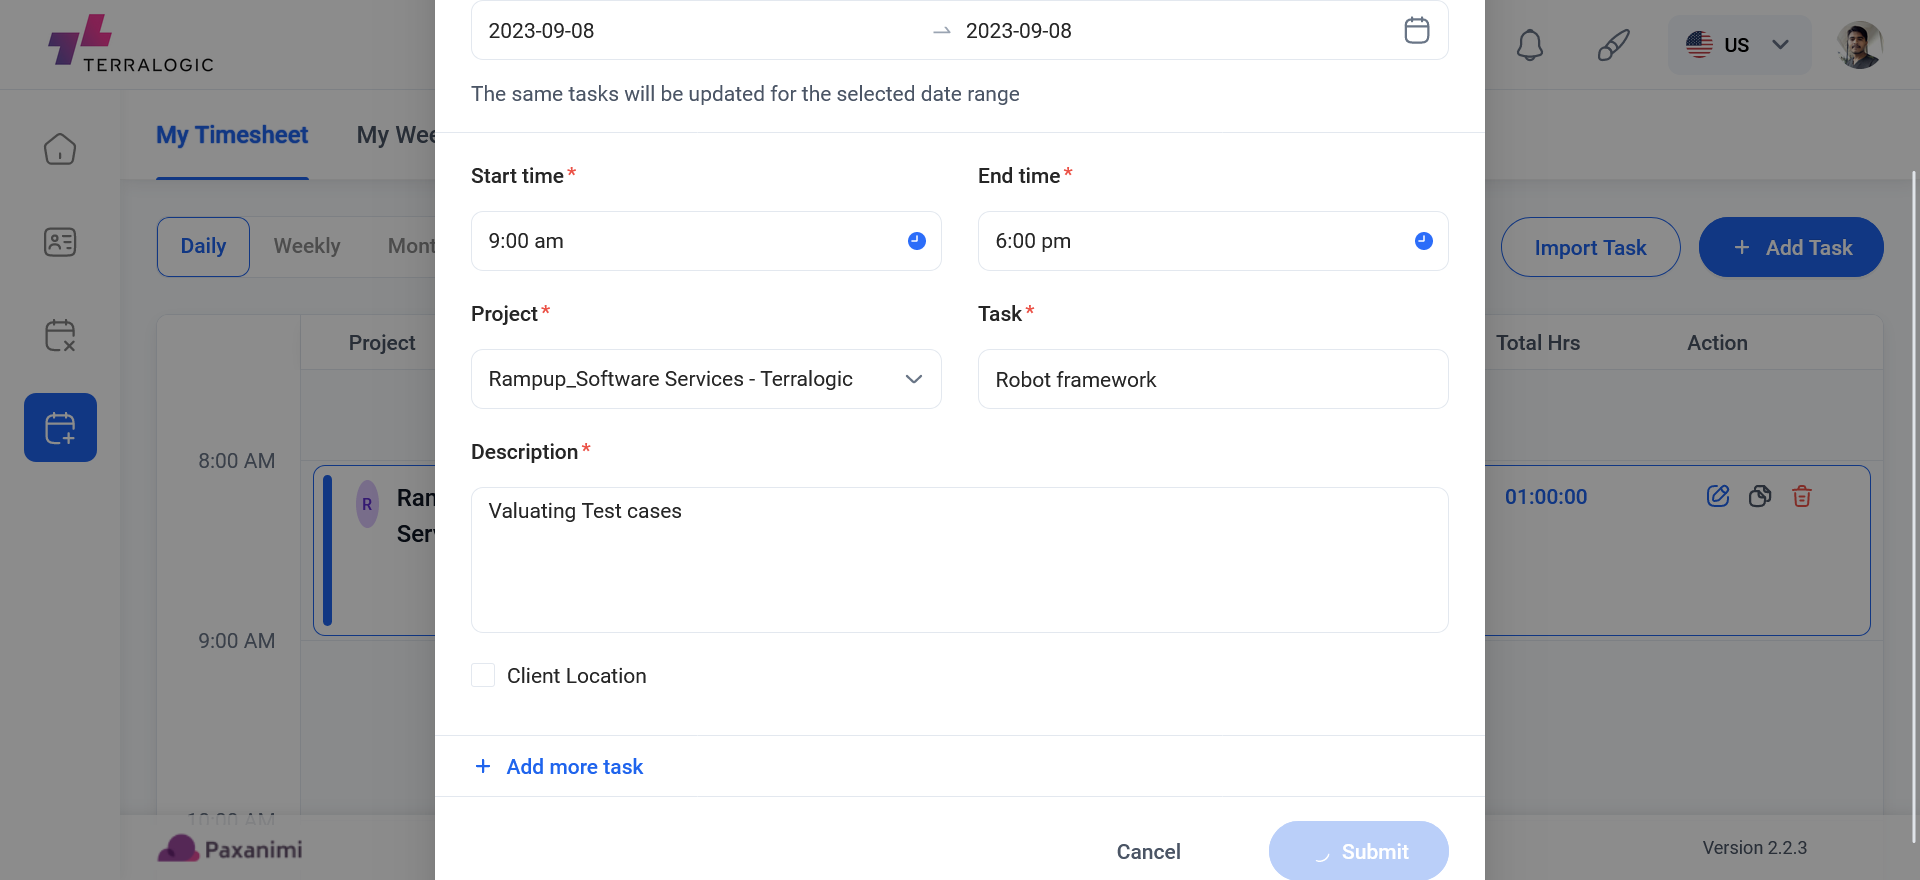 2023-09-08 → 2023-09-08
TERRALOGIC
US
The same tasks will be updated for the selected date range
My Timesheet
My Wee
Start time*
End time*
9:00 am
6:00 pm
Daily
Weekly
Mont
Import Task
+ Add Task
Project*
Task*
Project
Total Hrs
Action
Rampup_Software Services - Terralogic
Robot framework
Description*
8:00 AM
Valuating Test cases
R
Ran
Serv
01:00:00
9:00 AM
Client Location
+ Add more task
10:00 AM
Paxanimi
Cancel
Submit
Version 2.2.3